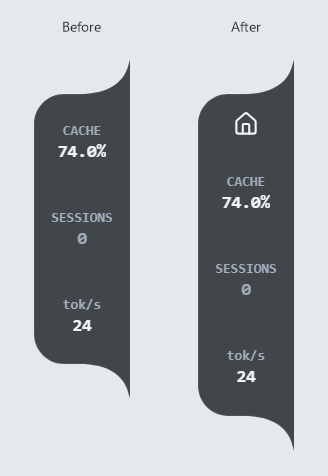 Before
After
CACHE
74.0%
SESSIONS
0
tok/s
24
CACHE
74.0%
SESSIONS
0
tok/s
24